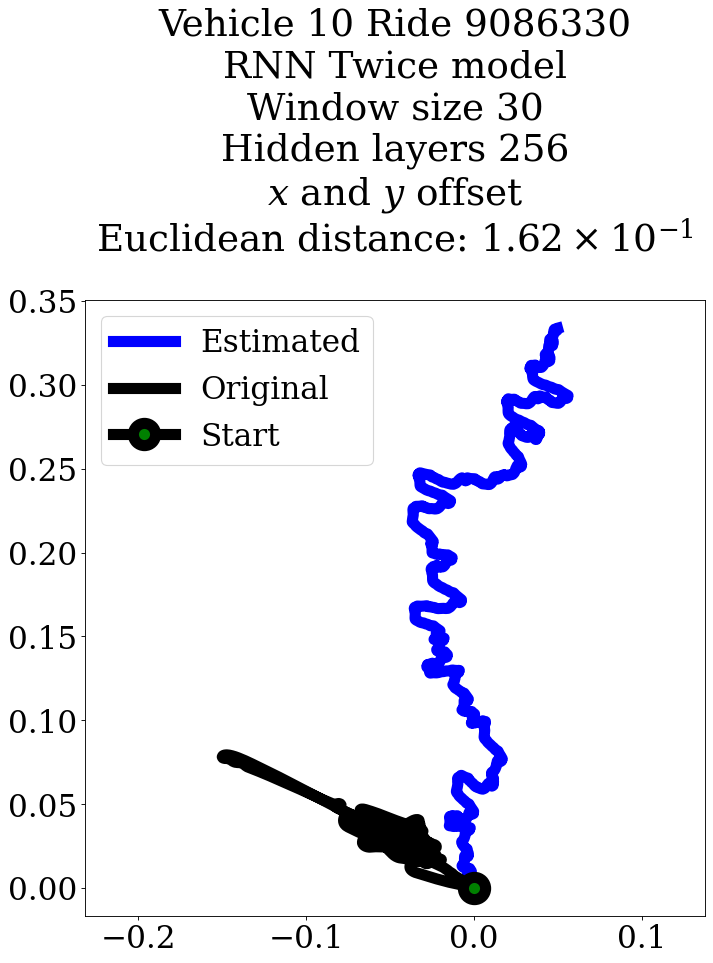 Vehicle 10 Ride 9086330
RNN Twice model
Window size 30
Hidden layers 256
x and y offset
Euclidean distance: 1.62 × 10⁻¹
0.35
0.30
0.25
0.20
0.15
0.10
0.05
0.00
Estimated
Original
Start
−0.2 −0.1 0.0 0.1